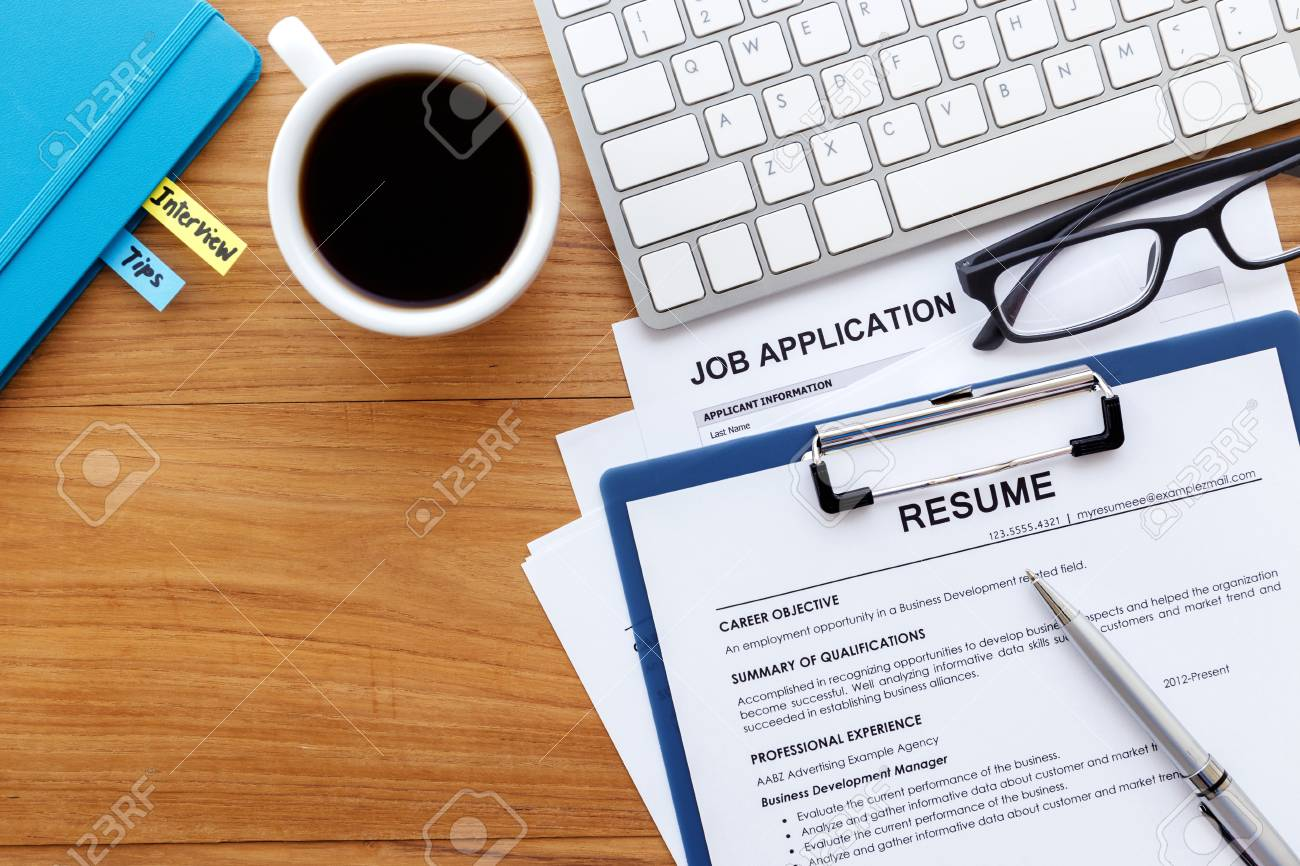 Interview
Tips
1
2
3
Q
W
E
R
T
A
S
D
F
G
Z
X
C
V
B
N
M
JOB APPLICATION
APPLICANT INFORMATION
Last Name
RESUME
123.5555.4321 | myresumeee@examplezmail.com
CAREER OBJECTIVE
An employment opportunity in a Business Development related field.
SUMMARY OF QUALIFICATIONS
Accomplished in recognizing opportunities to develop business prospects and helped the organization
become successful. Well analyzing informative data skills customers and market trend and
succeeded in establishing business alliances.
PROFESSIONAL EXPERIENCE
AABZ Advertising Example Agency
2012-Present
Business Development Manager
• Evaluate the current performance of the business.
• Analyze and gather informative data about customer and market
• Evaluate the current performance of the business.
• Analyze and gather informative data about customer and market
123RF